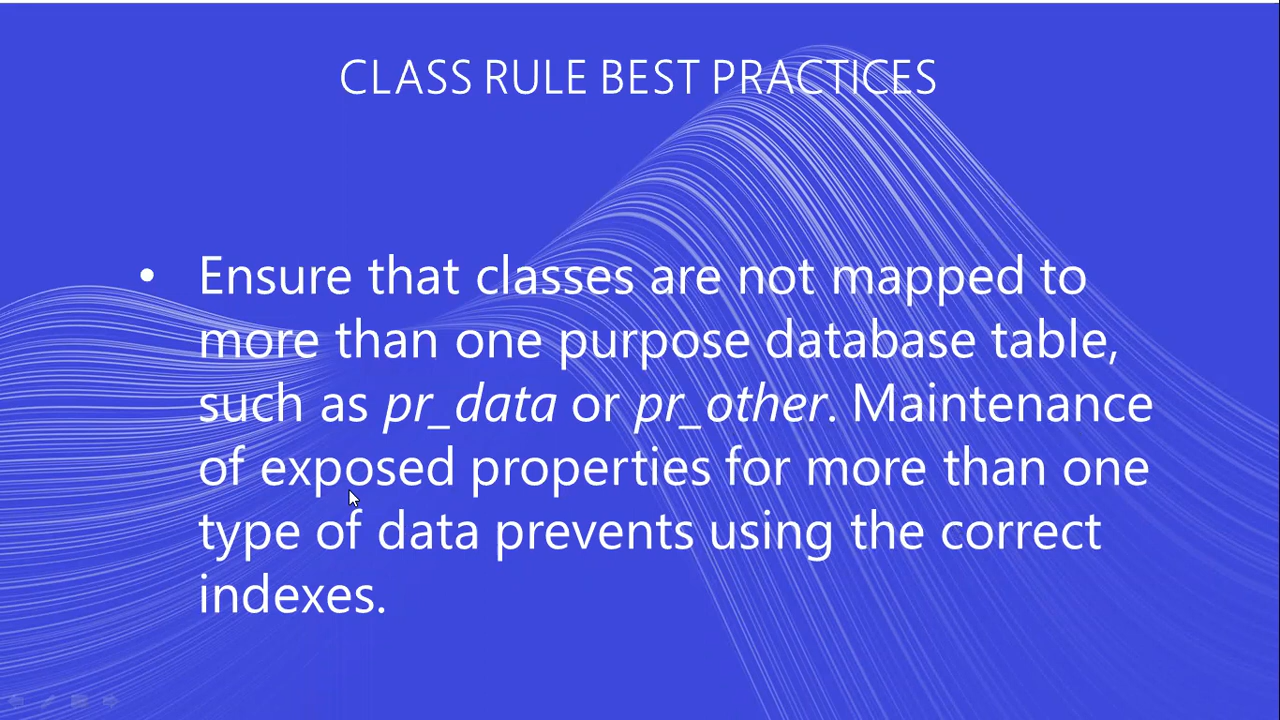 CLASS RULE BEST PRACTICES
• Ensure that classes are not mapped to
more than one purpose database table,
such as pr_data or pr_other. Maintenance
of exposed properties for more than one
type of data prevents using the correct
indexes.